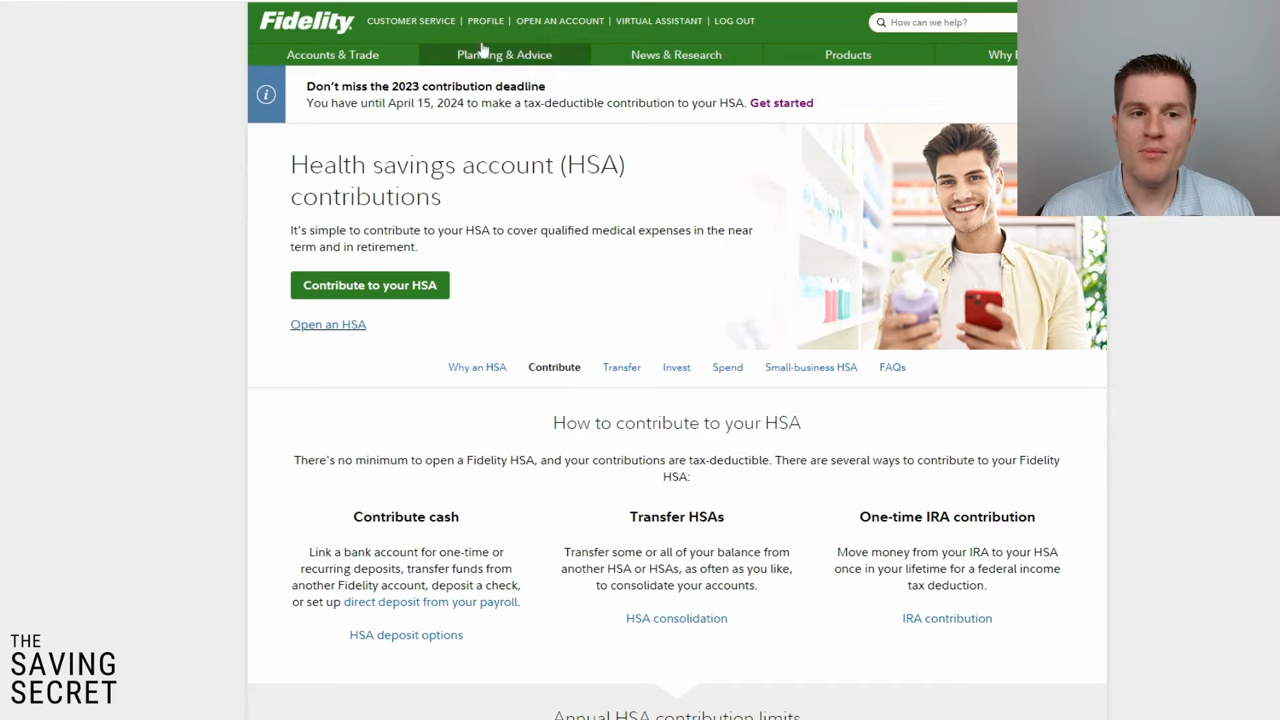 Fidelity
CUSTOMER SERVICE | PROFILE | OPEN AN ACCOUNT | VIRTUAL ASSISTANT | LOG OUT
How can we help?
Accounts & Trade
Planning & Advice
News & Research
Products
Why
Don't miss the 2023 contribution deadline
You have until April 15, 2024 to make a tax-deductible contribution to your HSA. Get started
Health savings account (HSA)
contributions
It's simple to contribute to your HSA to cover qualified medical expenses in the near
term and in retirement.
Contribute to your HSA
Open an HSA
Why an HSA
Contribute
Transfer
Invest
Spend
Small-business HSA
FAQs
How to contribute to your HSA
There's no minimum to open a Fidelity HSA, and your contributions are tax-deductible. There are several ways to contribute to your Fidelity
HSA:
Contribute cash
Link a bank account for one-time or
recurring deposits, transfer funds from
another Fidelity account, deposit a check,
or set up direct deposit from your payroll.
HSA deposit options
Transfer HSAs
Transfer some or all of your balance from
another HSA or HSAs, as often as you like,
to consolidate your accounts.
HSA consolidation
One-time IRA contribution
Move money from your IRA to your HSA
once in your lifetime for a federal income
tax deduction.
IRA contribution
Annual HSA contribution limits
THE
SAVING
SECRET